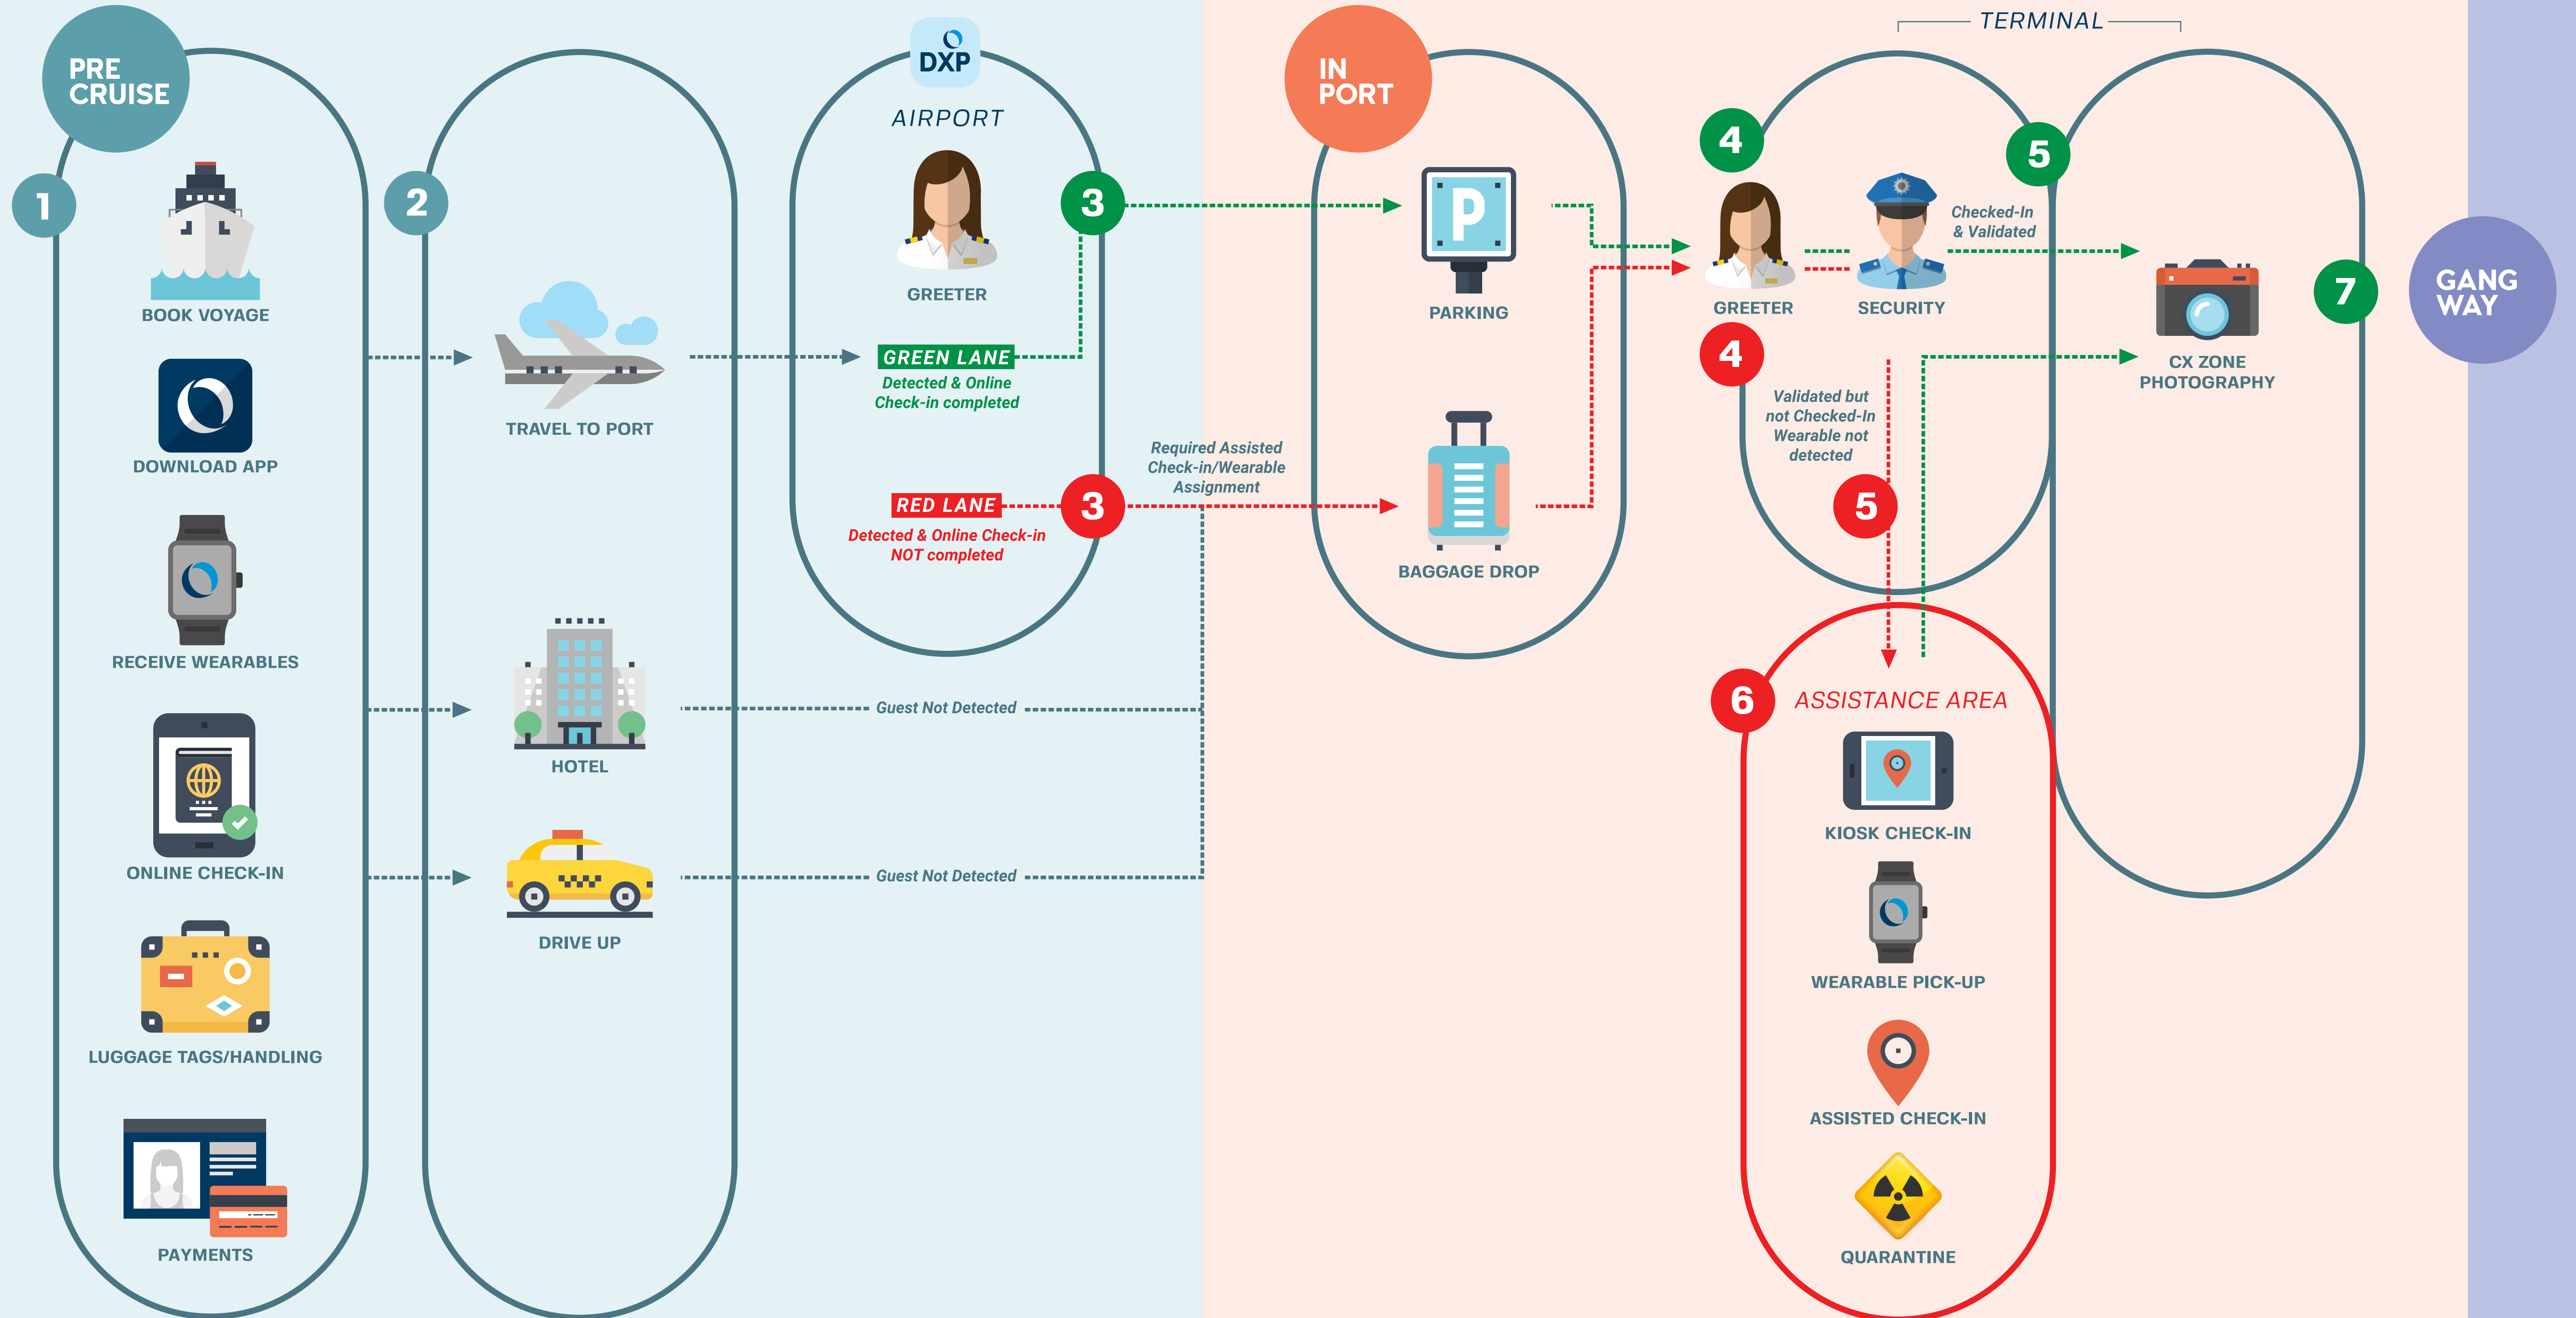 PRE
CRUISE
1
BOOK VOYAGE
DOWNLOAD APP
RECEIVE WEARABLES
ONLINE CHECK-IN
LUGGAGE TAGS/HANDLING
PAYMENTS
2
TRAVEL TO PORT
HOTEL
DRIVE UP
DXP
AIRPORT
GREETER
GREEN LANE
Detected & Online
Check-in completed
3
RED LANE
Detected & Online Check-in
NOT completed
3
Required Assisted
Check-in/Wearable
Assignment
Guest Not Detected
Guest Not Detected
IN
PORT
P
PARKING
BAGGAGE DROP
TERMINAL
4
GREETER
SECURITY
Checked-In
& Validated
5
4
Validated but
not Checked-In
Wearable not
detected
5
6
ASSISTANCE AREA
KIOSK CHECK-IN
WEARABLE PICK-UP
ASSISTED CHECK-IN
QUARANTINE
CX ZONE
PHOTOGRAPHY
7
GANG
WAY